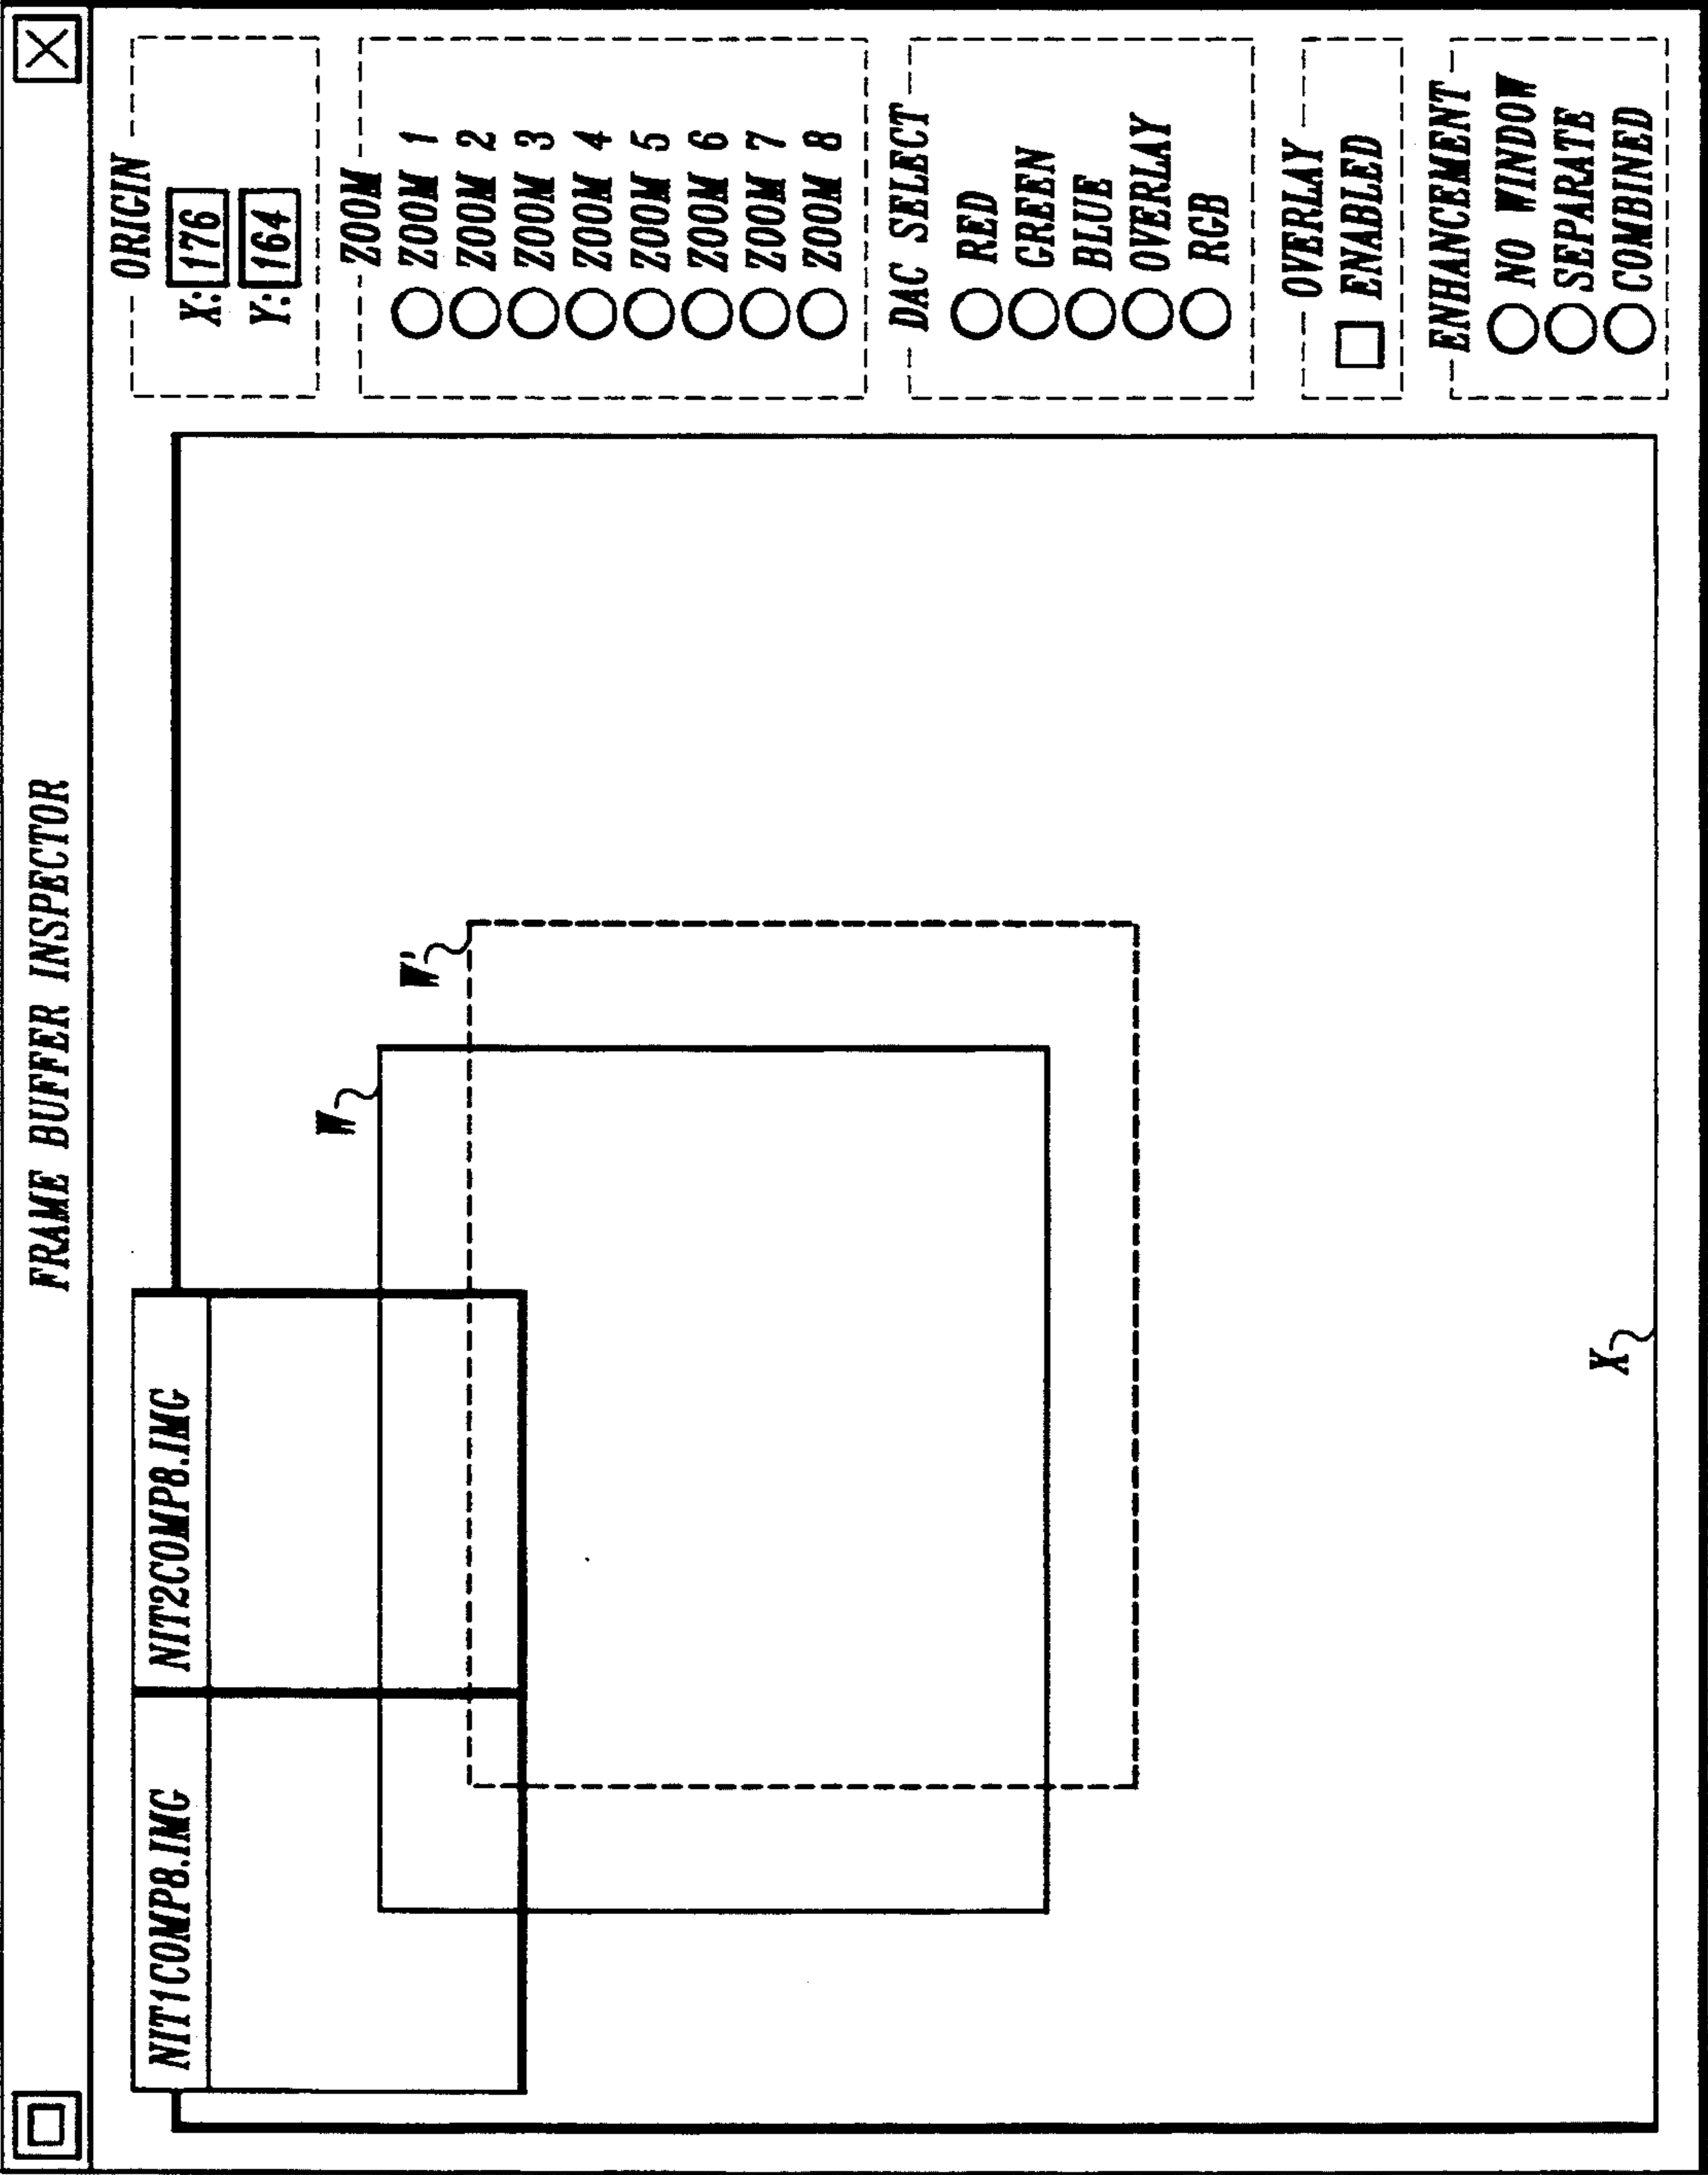 FRAME BUFFER INSPECTOR
NIT1COMP8.IMG
NIT2COMP8.IMG
W
W'
X
ORIGIN
X: 176
Y: 164
ZOOM
ZOOM 1
ZOOM 2
ZOOM 3
ZOOM 4
ZOOM 5
ZOOM 6
ZOOM 7
ZOOM 8
DAC SELECT
RED
GREEN
BLUE
OVERLAY
RGB
OVERLAY
ENABLED
ENHANCEMENT
NO WINDOW
SEPARATE
COMBINED